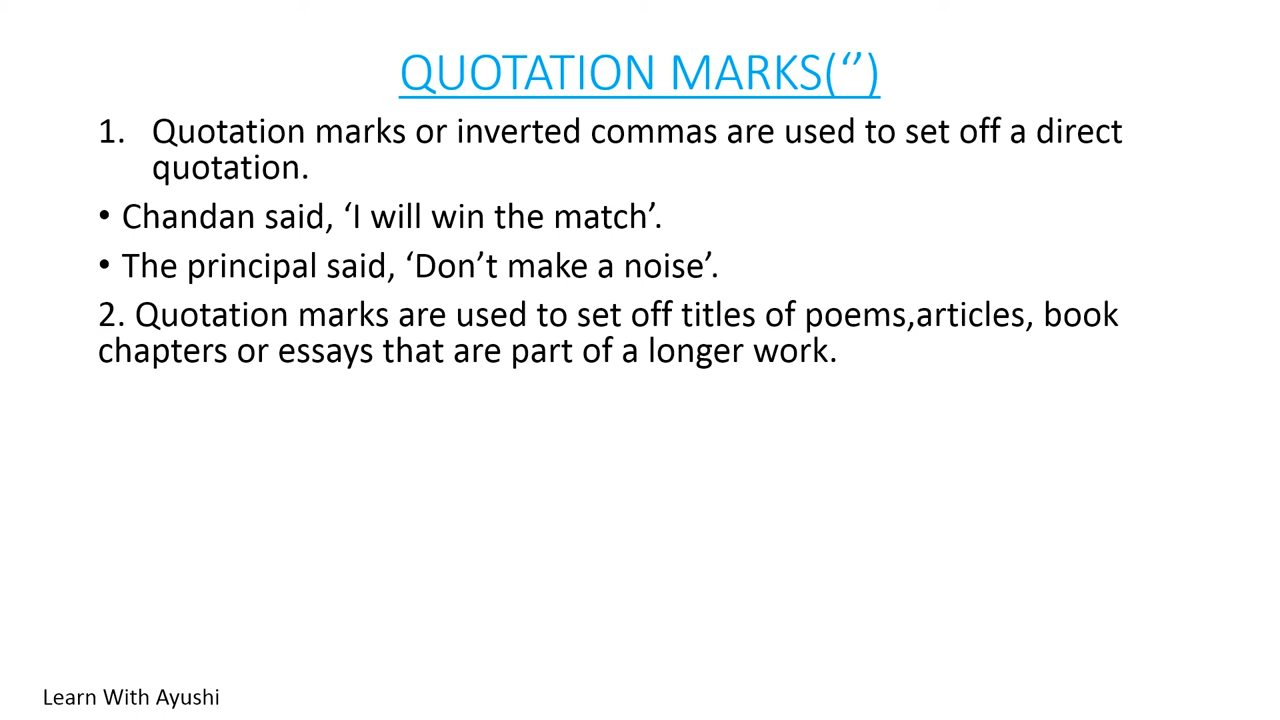 QUOTATION MARKS(‘’)
1. Quotation marks or inverted commas are used to set off a direct
quotation.
• Chandan said, ‘I will win the match’.
• The principal said, ‘Don’t make a noise’.
2. Quotation marks are used to set off titles of poems,articles, book
chapters or essays that are part of a longer work.
Learn With Ayushi